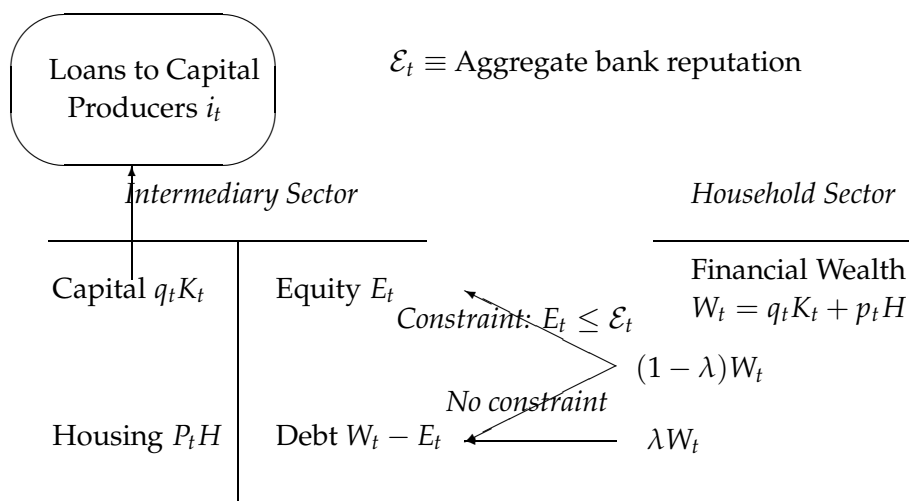 Loans to Capital
Producers i_t
ℰ_t ≡ Aggregate bank reputation
Intermediary Sector
Household Sector
Capital q_tK_t
Equity E_t
Financial Wealth
W_t = q_tK_t + p_tH
Constraint: E_t ≤ ℰ_t
(1 − λ)W_t
No constraint
Housing P_tH
Debt W_t − E_t
λW_t